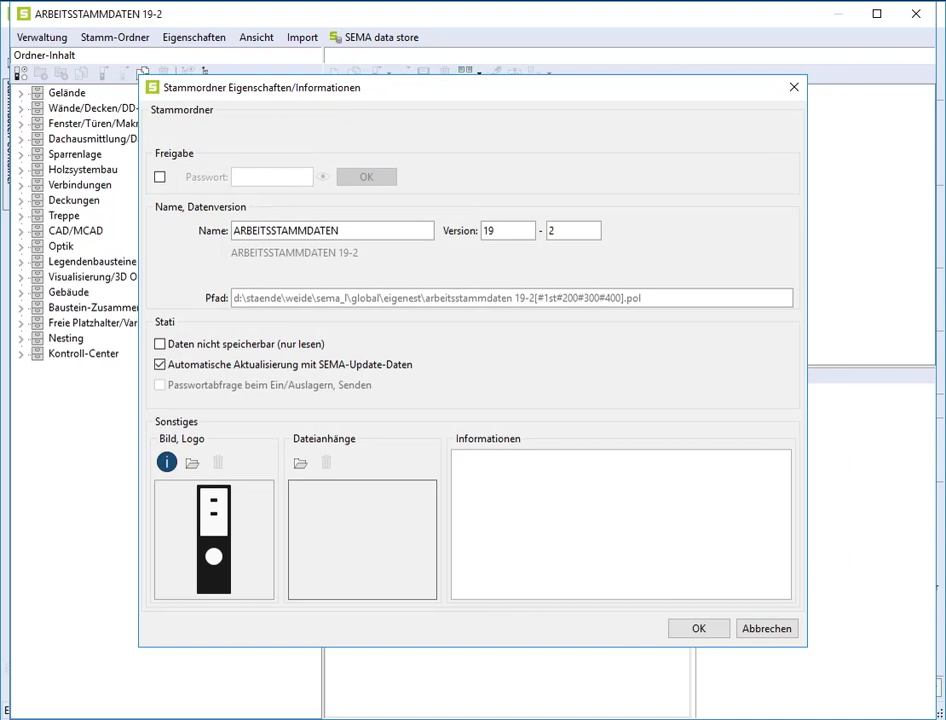 ARBEITSSTAMMDATEN 19-2
Verwaltung Stamm-Ordner Eigenschaften Ansicht Import SEMA data store
Ordner-Inhalt
Gelände
Wände/Decken/DD-
Fenster/Türen/Makr
Dachausmittlung/D
Sparrenlage
Holzsystembau
Verbindungen
Deckungen
Treppe
CAD/MCAD
Optik
Legendenbausteine
Visualisierung/3D O
Gebäude
Baustein-Zusammer
Freie Platzhalter/Var
Nesting
Kontroll-Center
Stammordner Eigenschaften/Informationen
Stammordner
Freigabe
Passwort: OK
Name, Datenversion
Name: ARBEITSSTAMMDATEN Version: 19 - 2
ARBEITSSTAMMDATEN 19-2
Pfad: d:\staende\weide\sema_l\global\eigenest\arbeitsstammdaten 19-2[#1st#200#300#400].pol
Stati
Daten nicht speicherbar (nur lesen)
Automatische Aktualisierung mit SEMA-Update-Daten
Passwortabfrage beim Ein/Auslagern, Senden
Sonstiges
Bild, Logo Dateianhänge Informationen
OK Abbrechen